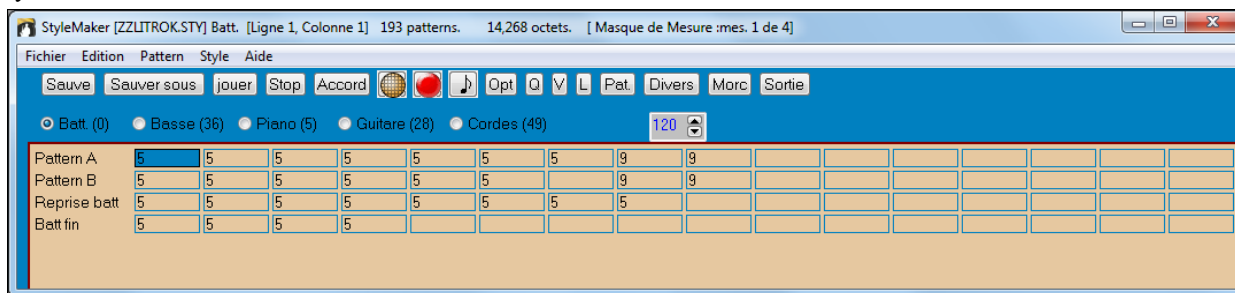 StyleMaker [ZZLITROK.STY] Batt. [Ligne 1, Colonne 1] 193 patterns. 14,268 octets. [ Masque de Mesure :mes. 1 de 4]
Fichier Edition Pattern Style Aide
Sauve Sauver sous jouer Stop Accord Opt Q V L Pat. Divers Morc Sortie
Batt. (0) Basse (36) Piano (5) Guitare (28) Cordes (49) 120
Pattern A 5 5 5 5 5 5 5 9 9
Pattern B 5 5 5 5 5 5 9 9
Reprise batt 5 5 5 5 5 5 5 5
Batt fin 5 5 5 5